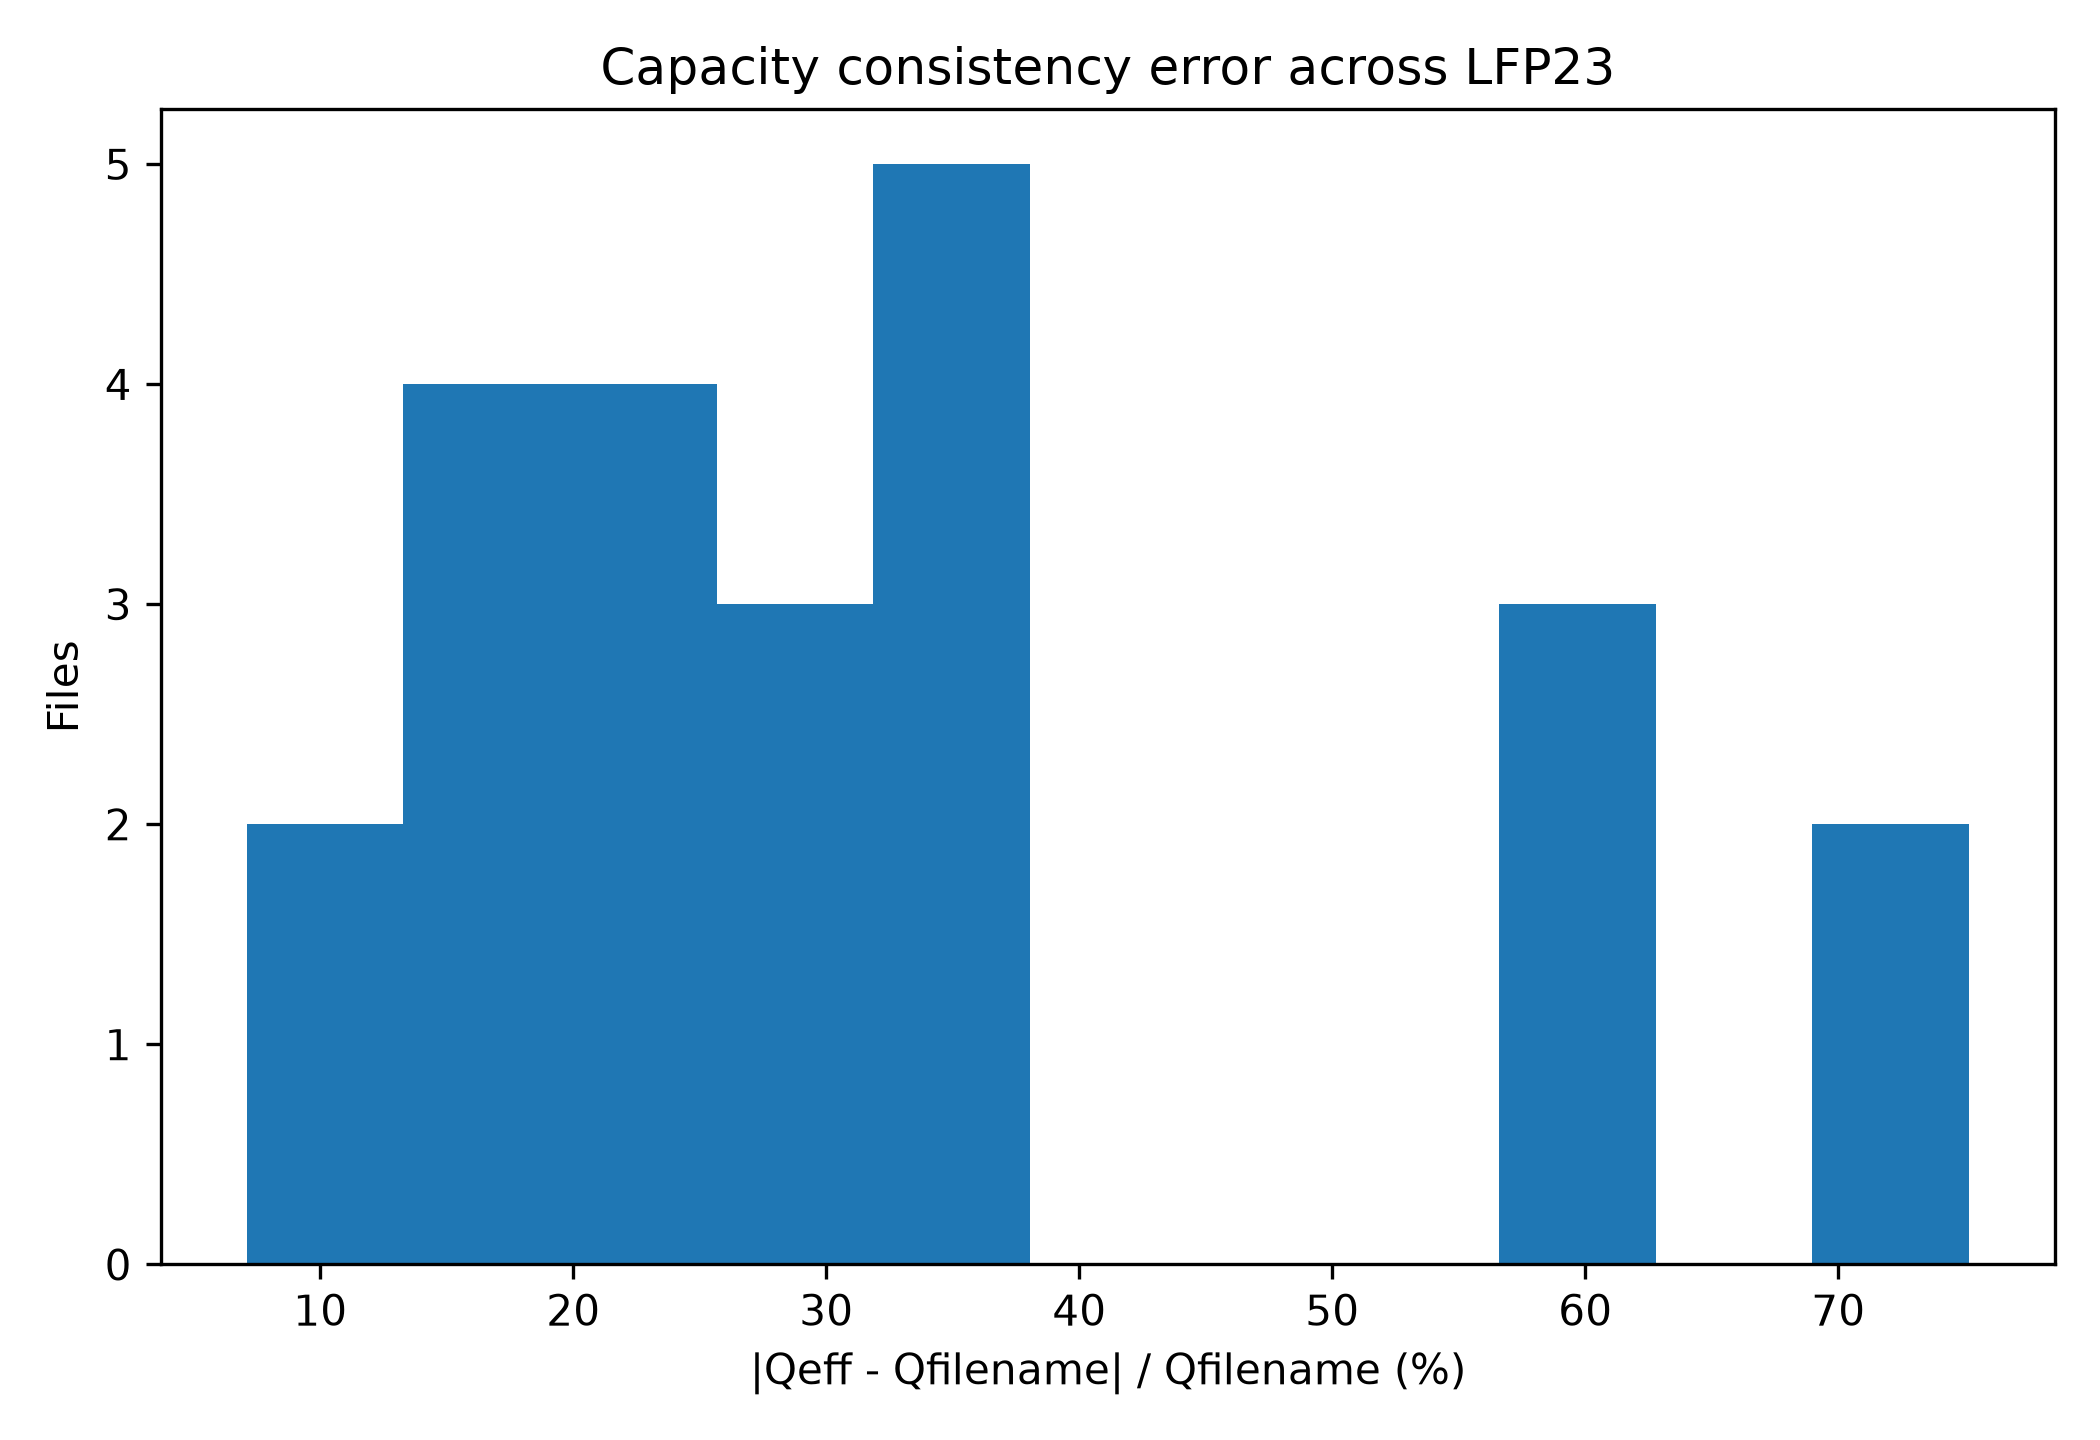 Capacity consistency error across LFP23
Files
5
4
3
2
1
0
10 20 30 40 50 60 70
|Qeff - Qfilename| / Qfilename (%)